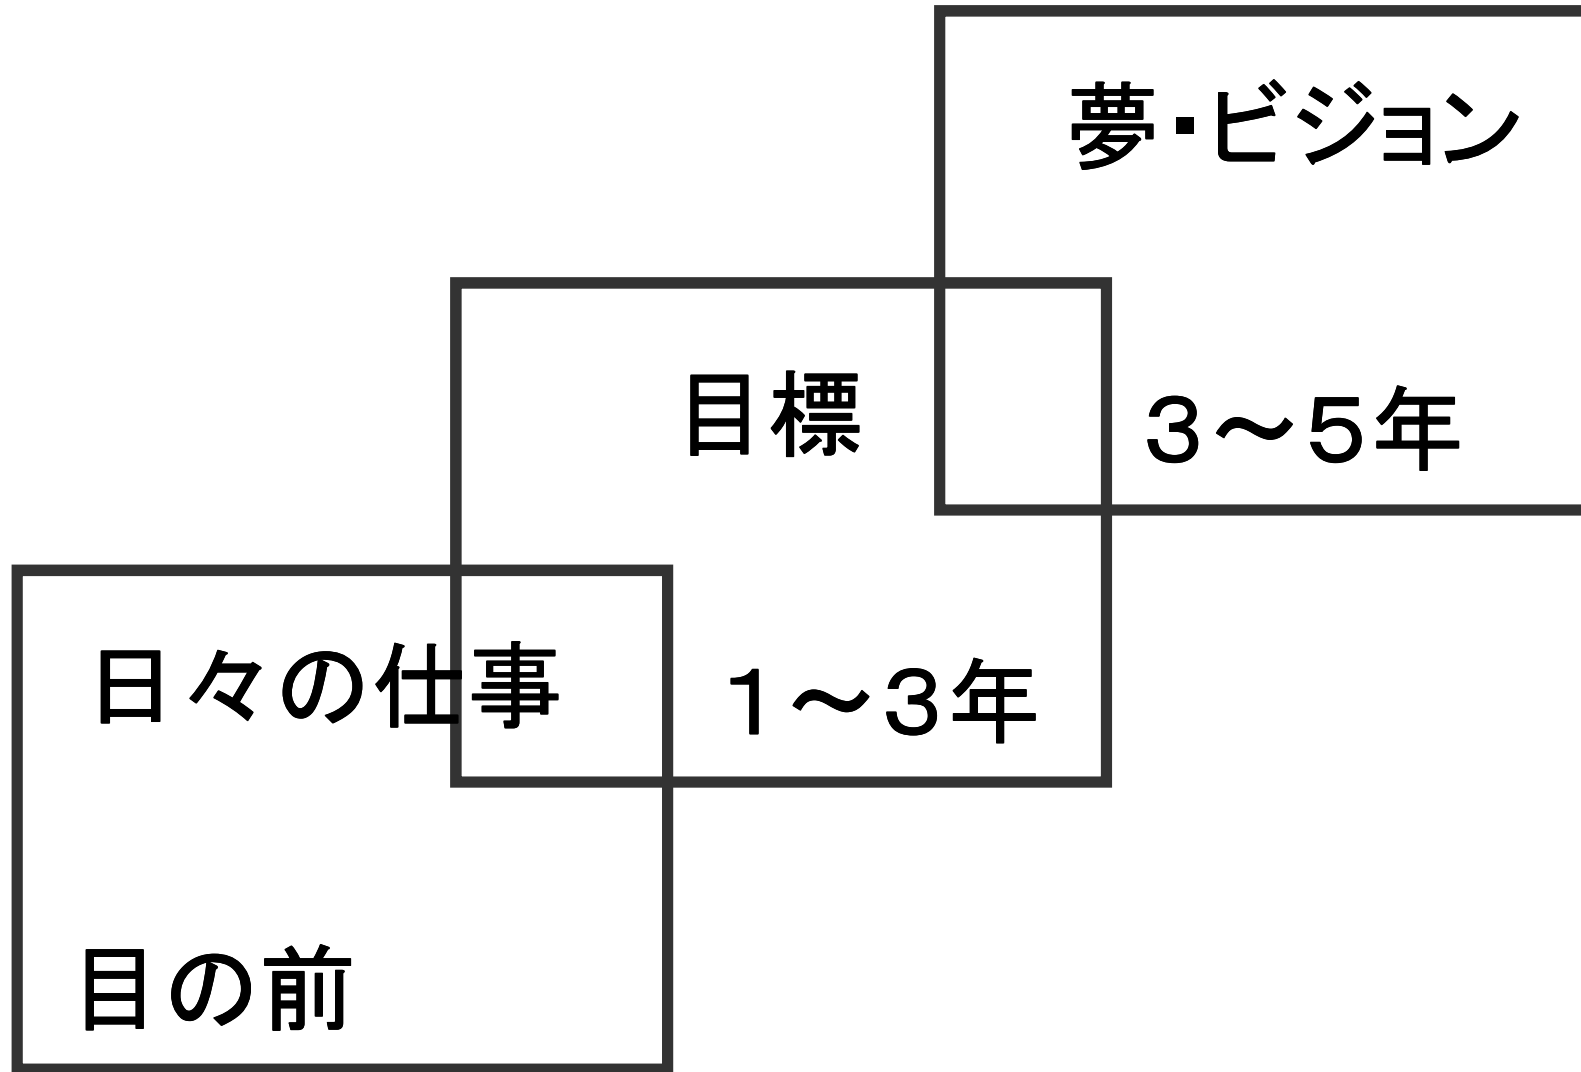 夢・ビジョン
３～５年
目標
１～３年
日々の仕事
目の前